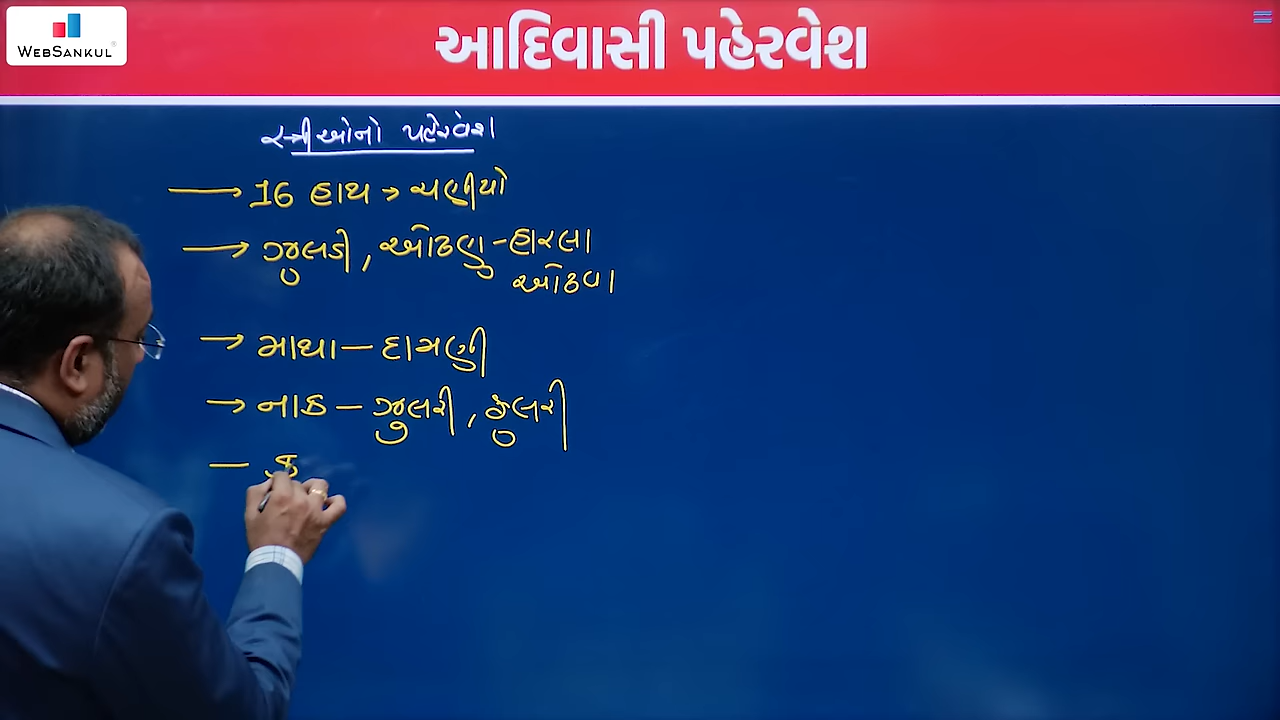 WEBSANKUL
આદિવાસી પહેરવેશ
સ્ત્રીઓનો પહેરવેશ
→ 16 હાથ → ચણીયો
→ ઝુલડી, ઓઢણુ - હારલા
ઓઢવા
→ માથા — દામણી
→ નાક — ઝુલરી, ફુલરી
—